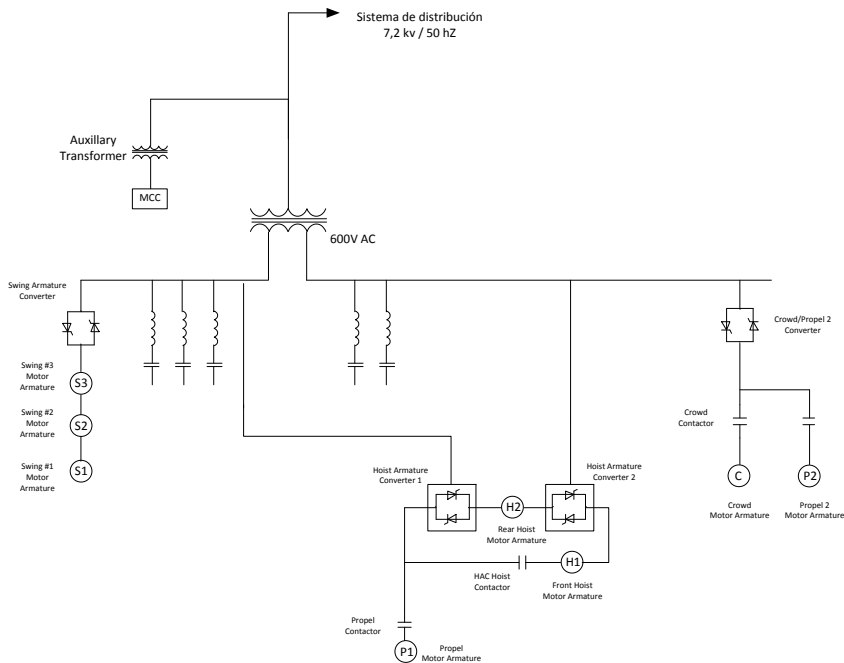 Sistema de distribución
7,2 kv / 50 hZ
Auxillary
Transformer
MCC
600V AC
Swing Armature
Converter
Swing #3
Motor
Armature
S3
Swing #2
Motor
Armature
S2
Swing #1
Motor
Armature
S1
Crowd/Propel 2
Converter
Crowd
Contactor
C
P2
Crowd
Motor Armature
Propel 2
Motor Armature
Hoist Armature
Converter 1
Hoist Armature
Converter 2
H2
Rear Hoist
Motor Armature
H1
HAC Hoist
Contactor
Front Hoist
Motor Armature
Propel
Contactor
P1
Propel
Motor Armature